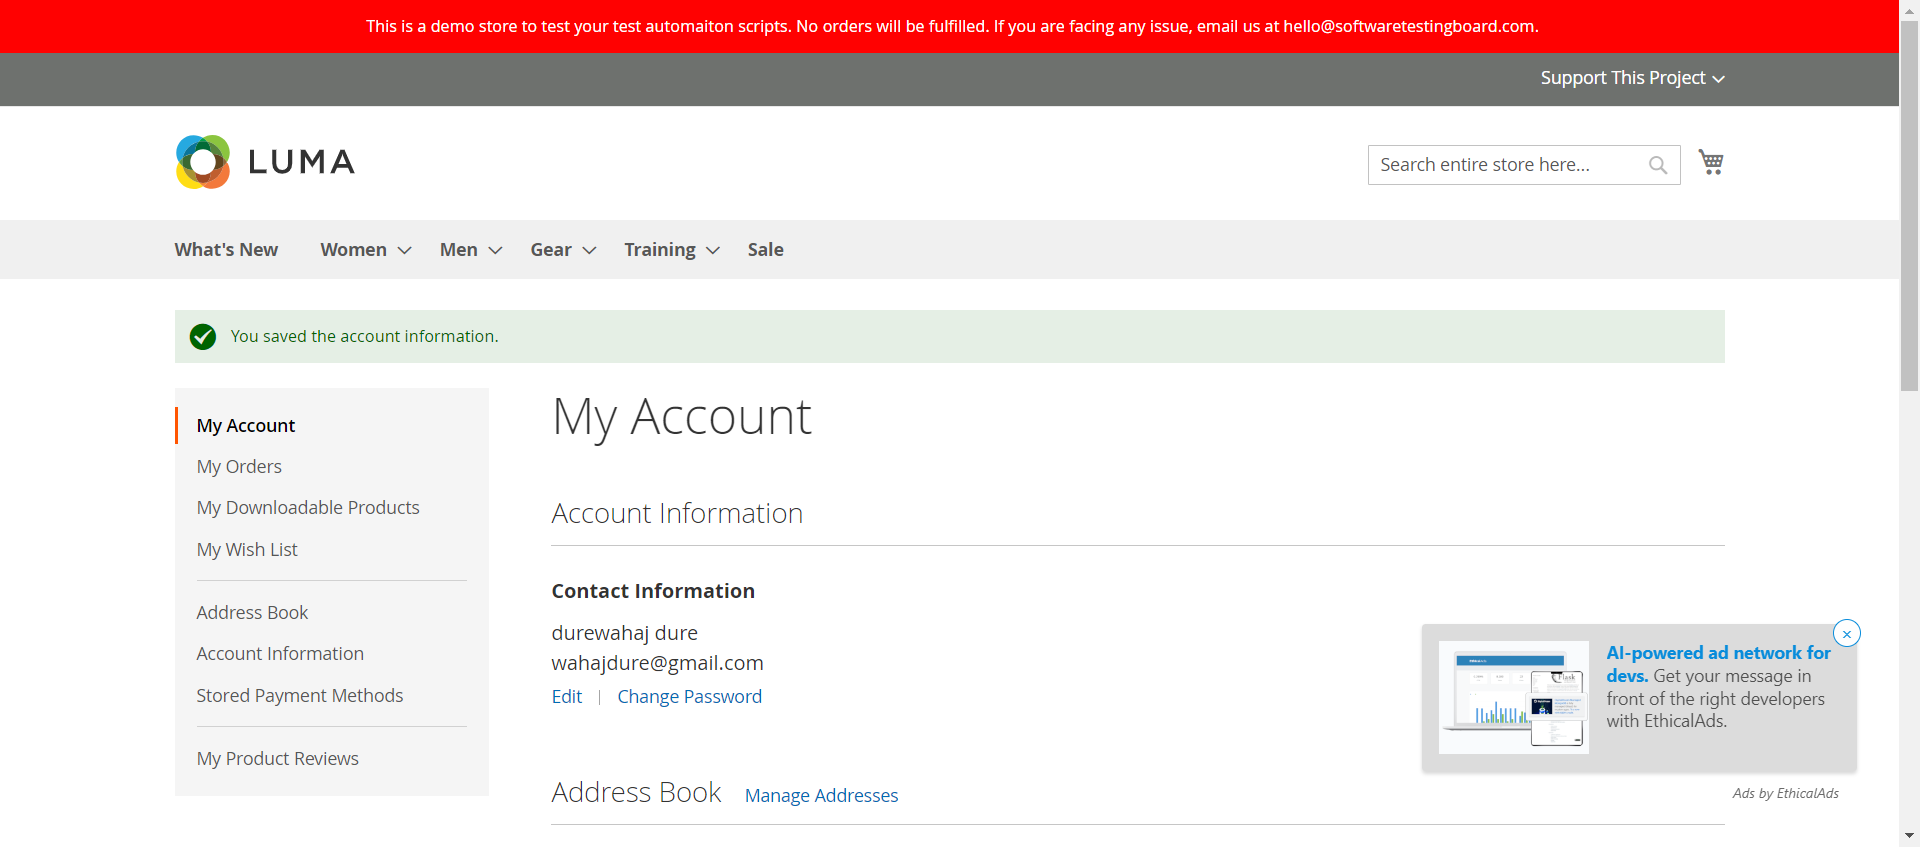 This is a demo store to test your test automaiton scripts. No orders will be fulfilled. If you are facing any issue, email us at hello@softwaretestingboard.com.
Support This Project
LUMA
Search entire store here...
What's New Women Men Gear Training Sale
You saved the account information.
My Account
My Orders
My Downloadable Products
My Wish List
Address Book
Account Information
Stored Payment Methods
My Product Reviews
My Account
Account Information
Contact Information
durewahaj dure
wahajdure@gmail.com
Edit | Change Password
Address Book Manage Addresses
AI-powered ad network for
devs. Get your message in
front of the right developers
with EthicalAds.
Ads by EthicalAds